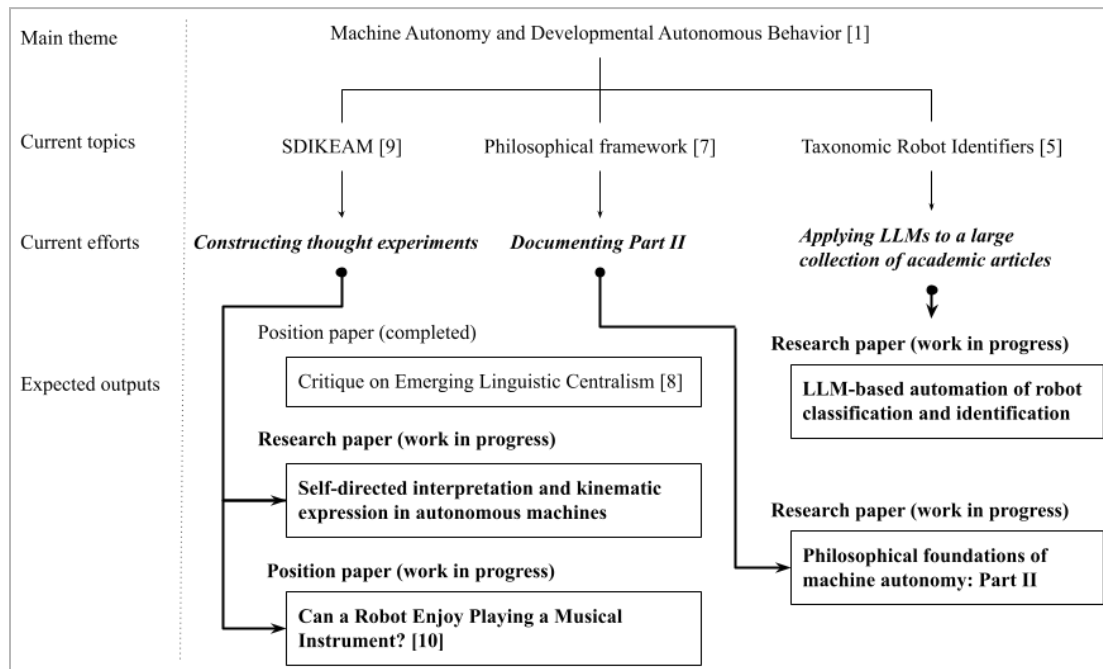 Main theme
Machine Autonomy and Developmental Autonomous Behavior [1]
Current topics
SDIKEAM [9]
Philosophical framework [7]
Taxonomic Robot Identifiers [5]
Current efforts
Constructing thought experiments
Documenting Part II
Applying LLMs to a large
collection of academic articles
Expected outputs
Position paper (completed)
Critique on Emerging Linguistic Centralism [8]
Research paper (work in progress)
Self-directed interpretation and kinematic
expression in autonomous machines
Position paper (work in progress)
Can a Robot Enjoy Playing a Musical
Instrument? [10]
Research paper (work in progress)
LLM-based automation of robot
classification and identification
Research paper (work in progress)
Philosophical foundations of
machine autonomy: Part II